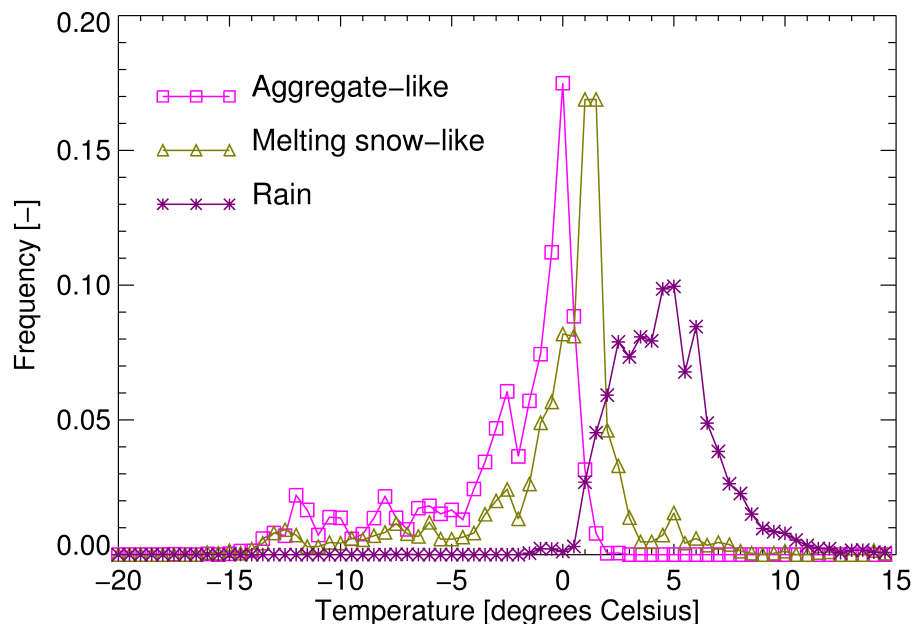 0.20
0.15
0.10
0.05
0.00
Frequency [−]
Aggregate−like
Melting snow−like
Rain
−20 −15 −10 −5 0 5 10 15
Temperature [degrees Celsius]